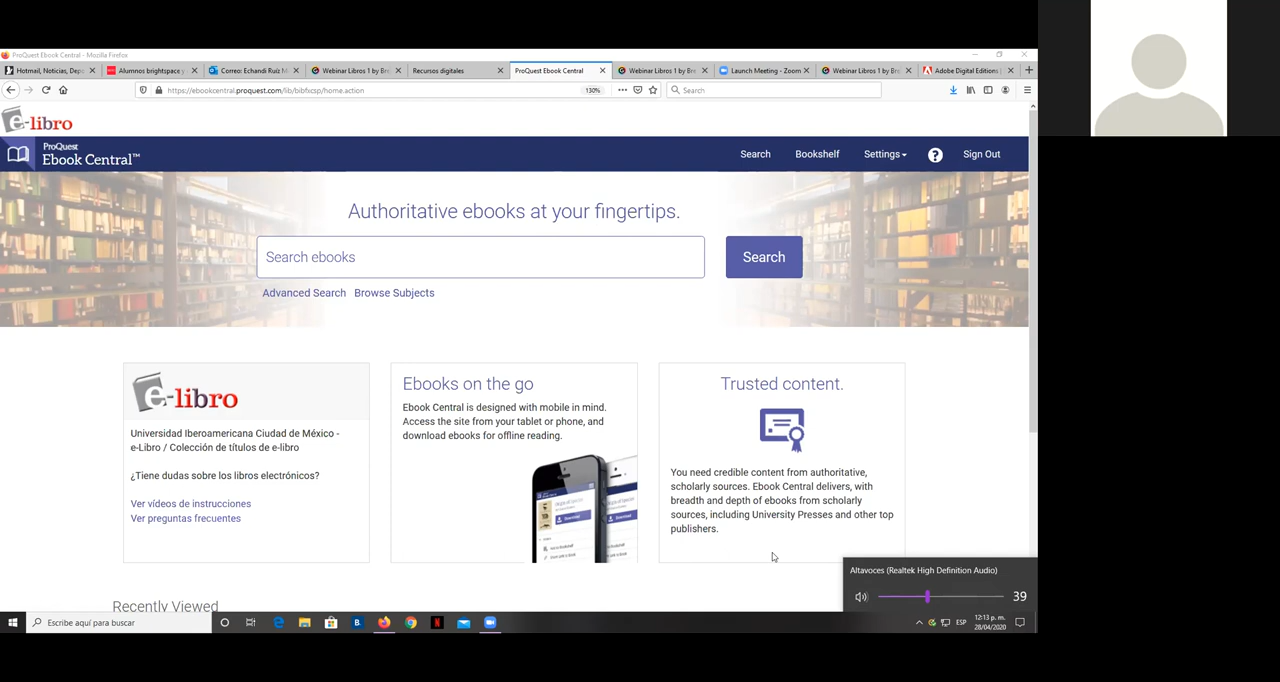 ProQuest Ebook Central - Mozilla Firefox
Hotmail, Noticias, Dep
Alumnos brightspace y
Correo: Echandi Ruiz M
Webinar Libros 1 by Br
Recursos digitales
ProQuest Ebook Central
Webinar Libros 1 by Bre
Launch Meeting - Zoom
Webinar Libros 1 by Bre
Adobe Digital Editions |
https://ebookcentral.proquest.com/lib/bibfxcsp/home.action
130%
Search
e-libro
ProQuest
Ebook Central™
Search
Bookshelf
Settings
?
Sign Out
Authoritative ebooks at your fingertips.
Search ebooks
Search
Advanced Search
Browse Subjects
e-libro
Universidad Iberoamericana Ciudad de México -
e-Libro / Colección de títulos de e-libro
¿Tiene dudas sobre los libros electrónicos?
Ver vídeos de instrucciones
Ver preguntas frecuentes
Ebooks on the go
Ebook Central is designed with mobile in mind.
Access the site from your tablet or phone, and
download ebooks for offline reading.
Trusted content.
You need credible content from authoritative,
scholarly sources. Ebook Central delivers, with
breadth and depth of ebooks from scholarly
sources, including University Presses and other top
publishers.
Recently Viewed
Altavoces (Realtek High Definition Audio)
39
Escribe aquí para buscar
ESP
12:13 p. m.
28/04/2020